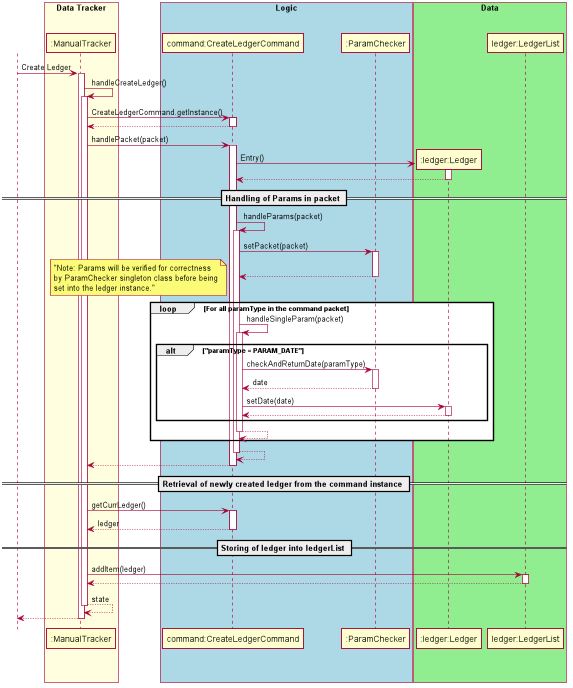 Data Tracker
Logic
Data
:ManualTracker
command:CreateLedgerCommand
:ParamChecker
ledger:LedgerList
Create Ledger
handleCreateLedger()
CreateLedgerCommand.getInstance()
handlePacket(packet)
Entry()
:ledger:Ledger
Handling of Params in packet
handleParams(packet)
setPacket(packet)
"Note: Params will be verified for correctness
by ParamChecker singleton class before being
set into the ledger instance."
loop
[For all paramType in the command packet]
handleSingleParam(packet)
alt
["paramType = PARAM_DATE"]
checkAndReturnDate(paramType)
date
setDate(date)
Retrieval of newly created ledger from the command instance
getCurrLedger()
ledger
Storing of ledger into ledgerList
addItem(ledger)
state
:ManualTracker
command:CreateLedgerCommand
:ParamChecker
:ledger:Ledger
ledger:LedgerList